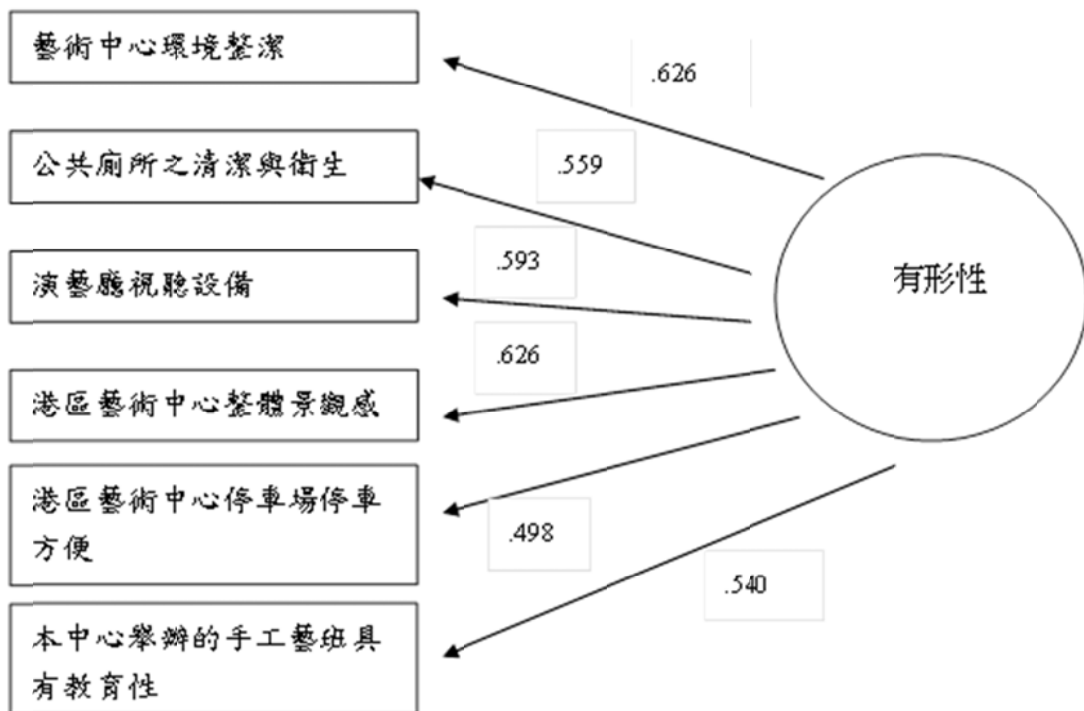 藝術中心環境整潔
.626
公共廁所之清潔與衛生
.559
演藝廳視聽設備
.593
有形性
港區藝術中心整體景觀感
.626
港區藝術中心停車場停車
方便
.498
本中心舉辦的手工藝班具
有教育性
.540